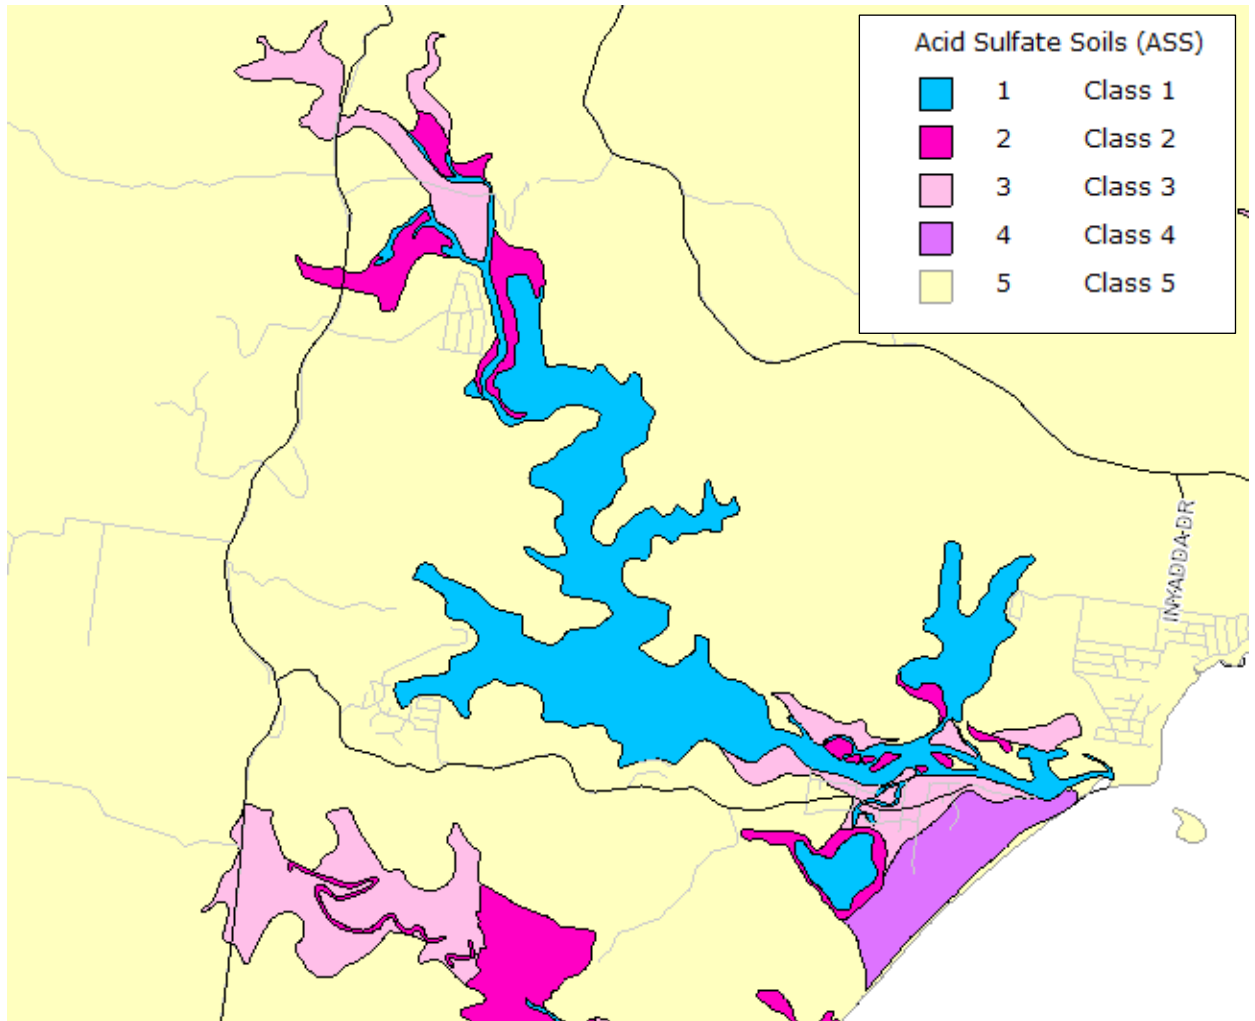 Acid Sulfate Soils (ASS)
1 Class 1
2 Class 2
3 Class 3
4 Class 4
5 Class 5
INYADDA-DR